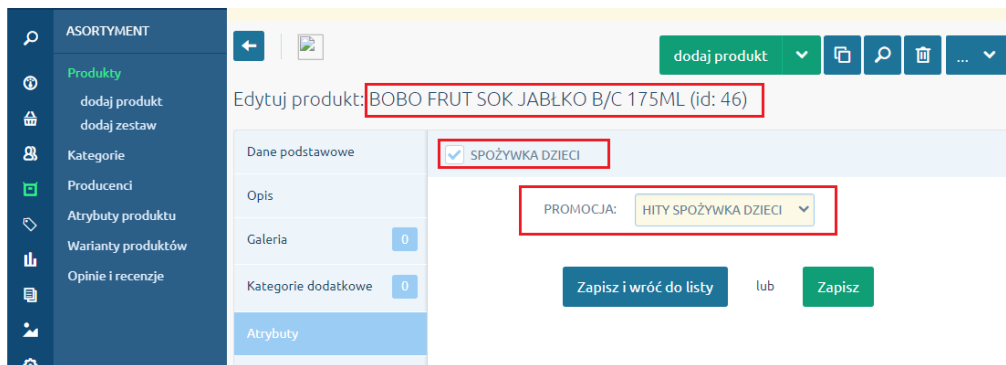 ASORTYMENT
Produkty
dodaj produkt
dodaj zestaw
Kategorie
Producenci
Atrybuty produktu
Warianty produktów
Opinie i recenzje
dodaj produkt
...
Edytuj produkt: BOBO FRUT SOK JABŁKO B/C 175ML (id: 46)
Dane podstawowe
Opis
Galeria 0
Kategorie dodatkowe 0
Atrybuty
SPOŻYWKA DZIECI
PROMOCJA: HITY SPOŻYWKA DZIECI
Zapisz i wróć do listy lub Zapisz